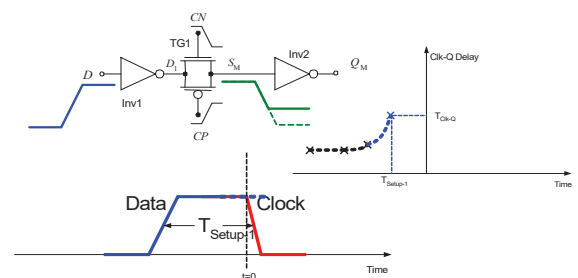 CN
TG1
Clk-Q Delay
D
D1
SM
Inv2
QM
Inv1
CP
TClk-Q
TSetup-1
Time
Data
Clock
TSetup-1
Time
t=0